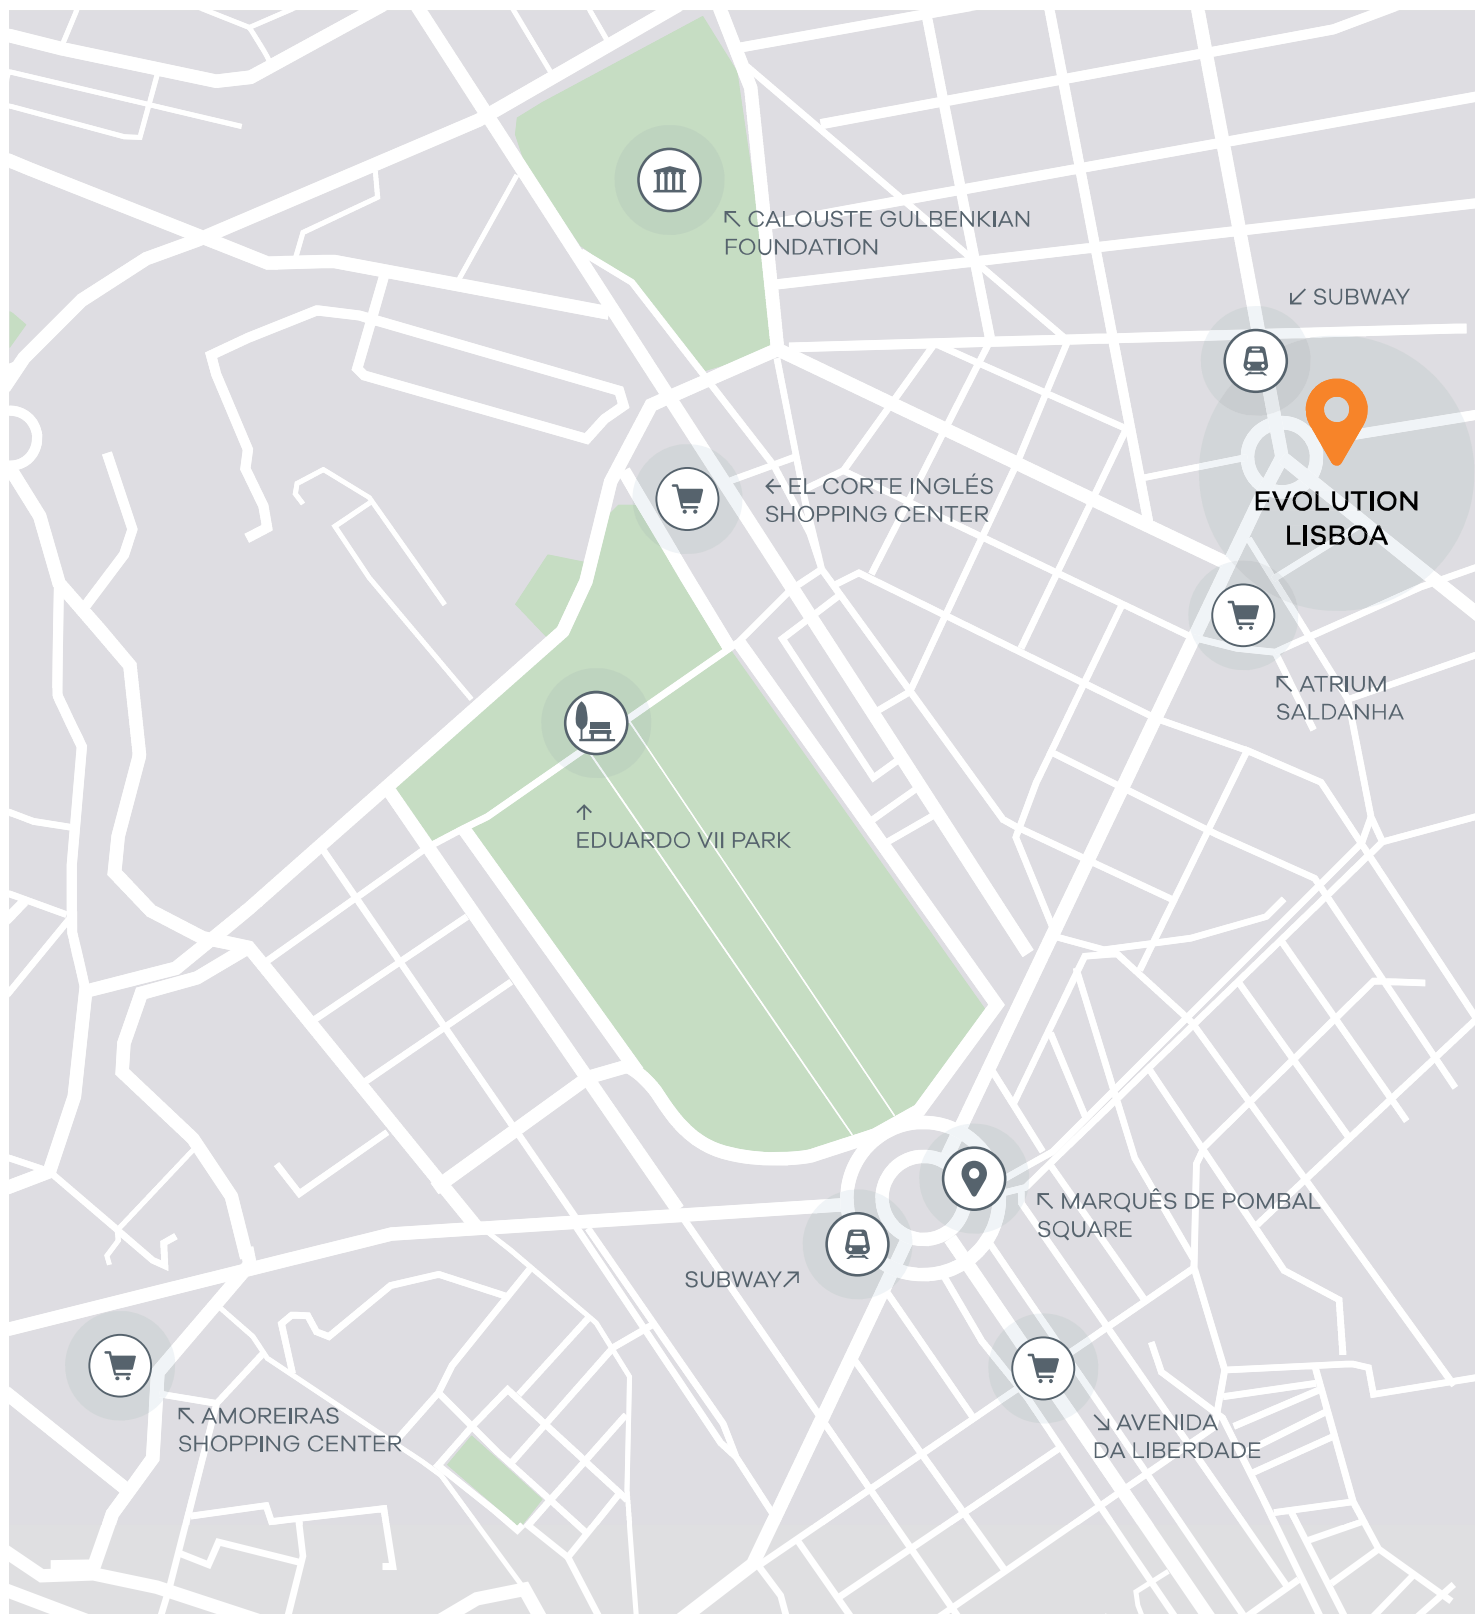 ↖ CALOUSTE GULBENKIAN
FOUNDATION
↙ SUBWAY
← EL CORTE INGLÉS
SHOPPING CENTER
EVOLUTION
LISBOA
↖ ATRIUM
SALDANHA
↑
EDUARDO VII PARK
↖ MARQUÊS DE POMBAL
SQUARE
SUBWAY↗
↖ AMOREIRAS
SHOPPING CENTER
↘ AVENIDA
DA LIBERDADE